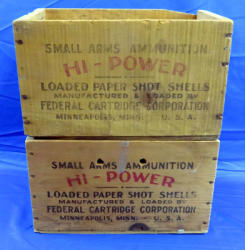 SMALL ARMS AMMUNITION
HI-POWER
LOADED PAPER SHOT SHELLS
MANUFACTURED & LOADED BY
FEDERAL CARTRIDGE CORPORATION
MINNEAPOLIS, MINN. U. S. A.
SMALL ARMS AMMUNITION
HI-POWER
LOADED PAPER SHOT SHELLS
MANUFACTURED & LOADED BY
FEDERAL CARTRIDGE CORPORATION
MINNEAPOLIS, MINN. U. S. A.